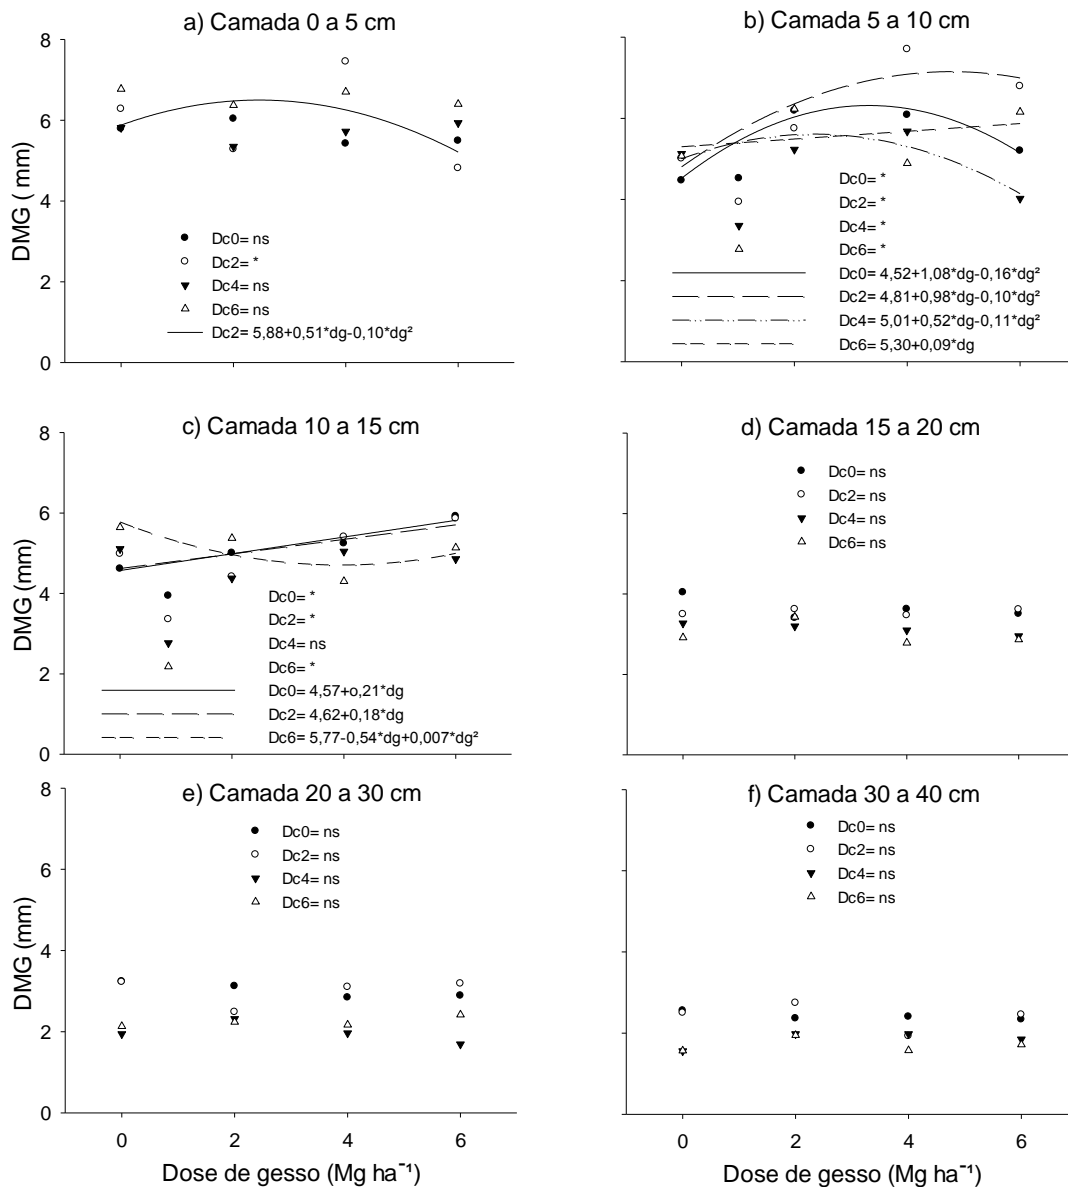 a) Camada 0 a 5 cm
8
6
4
2
0
DMG ( mm)
Dc0= ns
Dc2= *
Dc4= ns
Dc6= ns
Dc2= 5,88+0,51*dg-0,10*dg²
b) Camada 5 a 10 cm
Dc0= *
Dc2= *
Dc4= *
Dc6= *
Dc0= 4,52+1,08*dg-0,16*dg²
Dc2= 4,81+0,98*dg-0,10*dg²
Dc4= 5,01+0,52*dg-0,11*dg²
Dc6= 5,30+0,09*dg
c) Camada 10 a 15 cm
8
6
4
2
0
DMG (mm)
Dc0= *
Dc2= *
Dc4= ns
Dc6= *
Dc0= 4,57+o,21*dg
Dc2= 4,62+0,18*dg
Dc6= 5,77-0,54*dg+0,007*dg²
d) Camada 15 a 20 cm
Dc0= ns
Dc2= ns
Dc4= ns
Dc6= ns
e) Camada 20 a 30 cm
8
6
4
2
0
DMG (mm)
Dc0= ns
Dc2= ns
Dc4= ns
Dc6= ns
0 2 4 6
Dose de gesso (Mg ha⁻¹)
f) Camada 30 a 40 cm
Dc0= ns
Dc2= ns
Dc4= ns
Dc6= ns
0 2 4 6
Dose de gesso (Mg ha⁻¹)